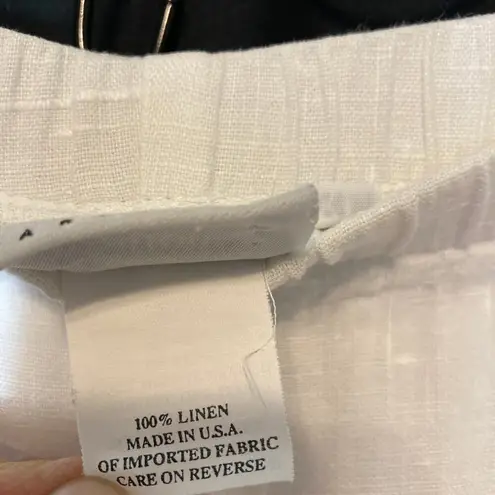 100% LINEN
MADE IN U.S.A.
OF IMPORTED FABRIC
CARE ON REVERSE